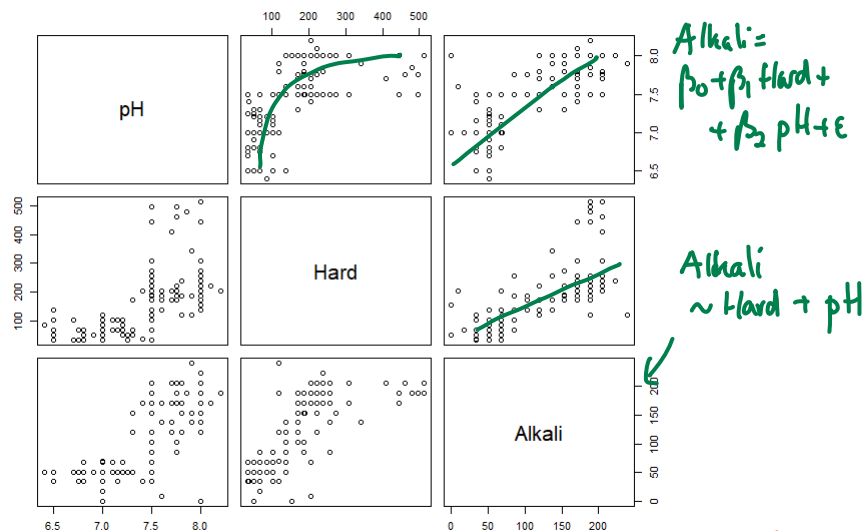 100 200 300 400 500
pH
Alkali =
β₀ + β₁ Hard +
+ β₂ pH + ε
6.5 7.0 7.5 8.0
100 200 300 400 500
Hard
Alkali
~ Hard + pH
Alkali
0 50 100 150 200
6.5 7.0 7.5 8.0
0 50 100 150 200